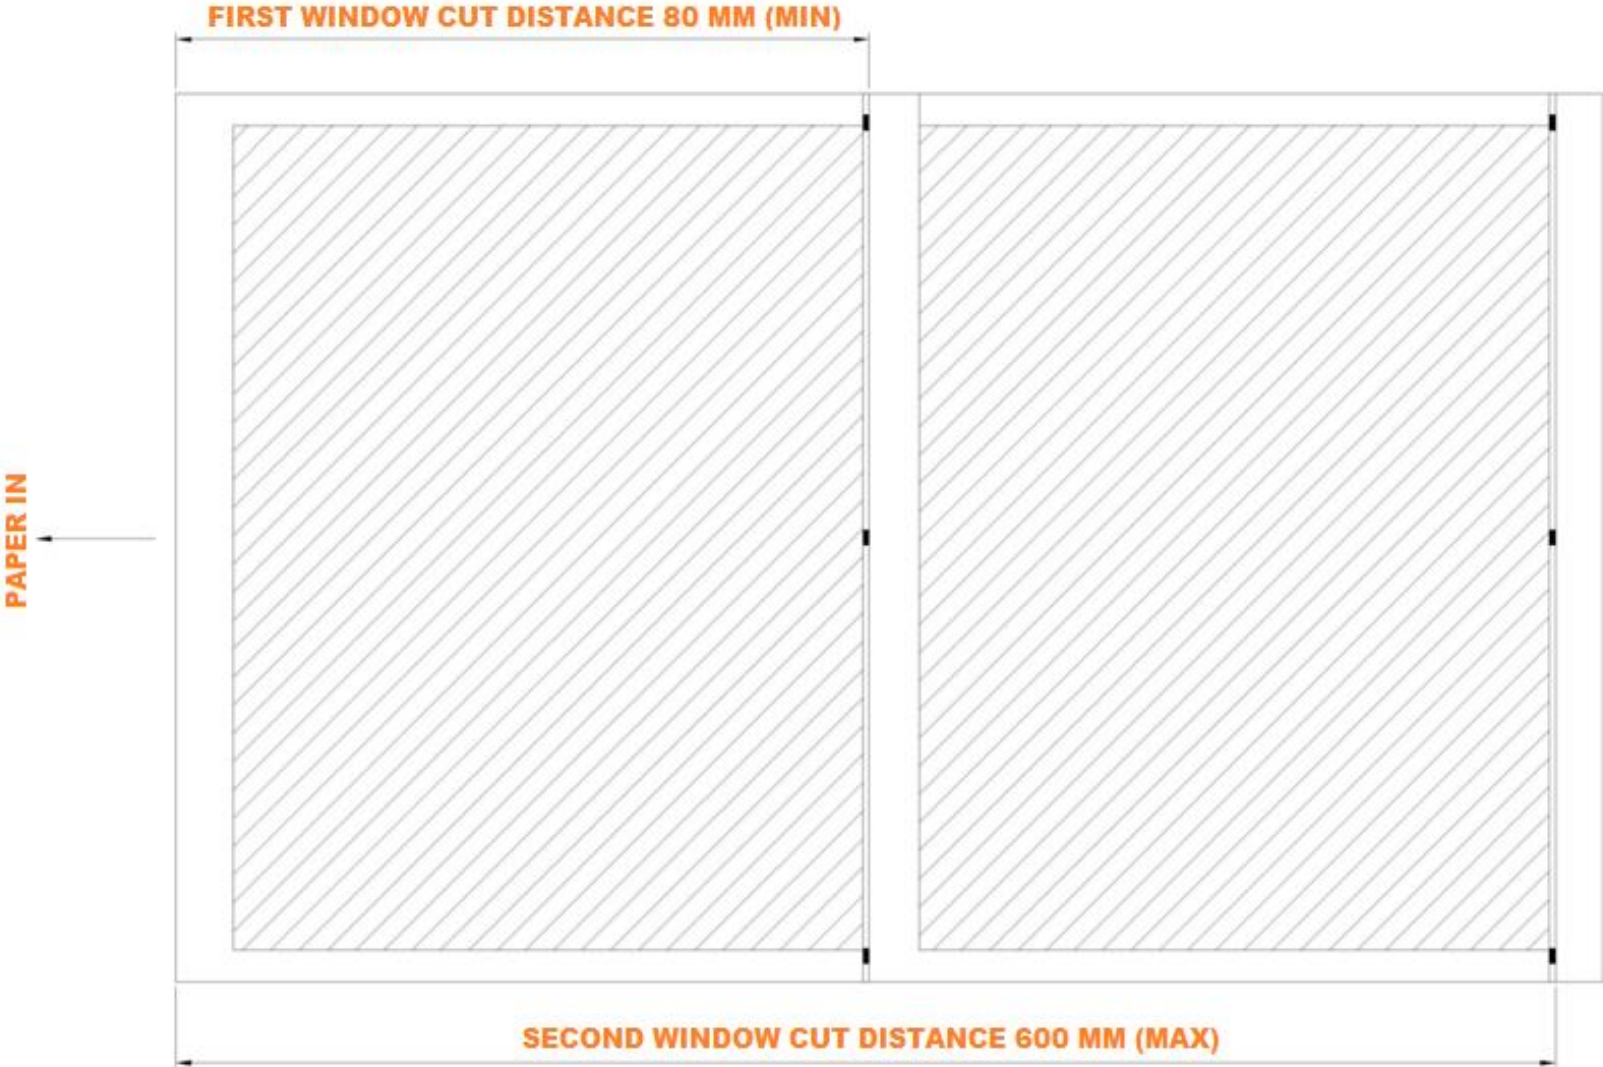 FIRST WINDOW CUT DISTANCE 80 MM (MIN)
PAPER IN
SECOND WINDOW CUT DISTANCE 600 MM (MAX)